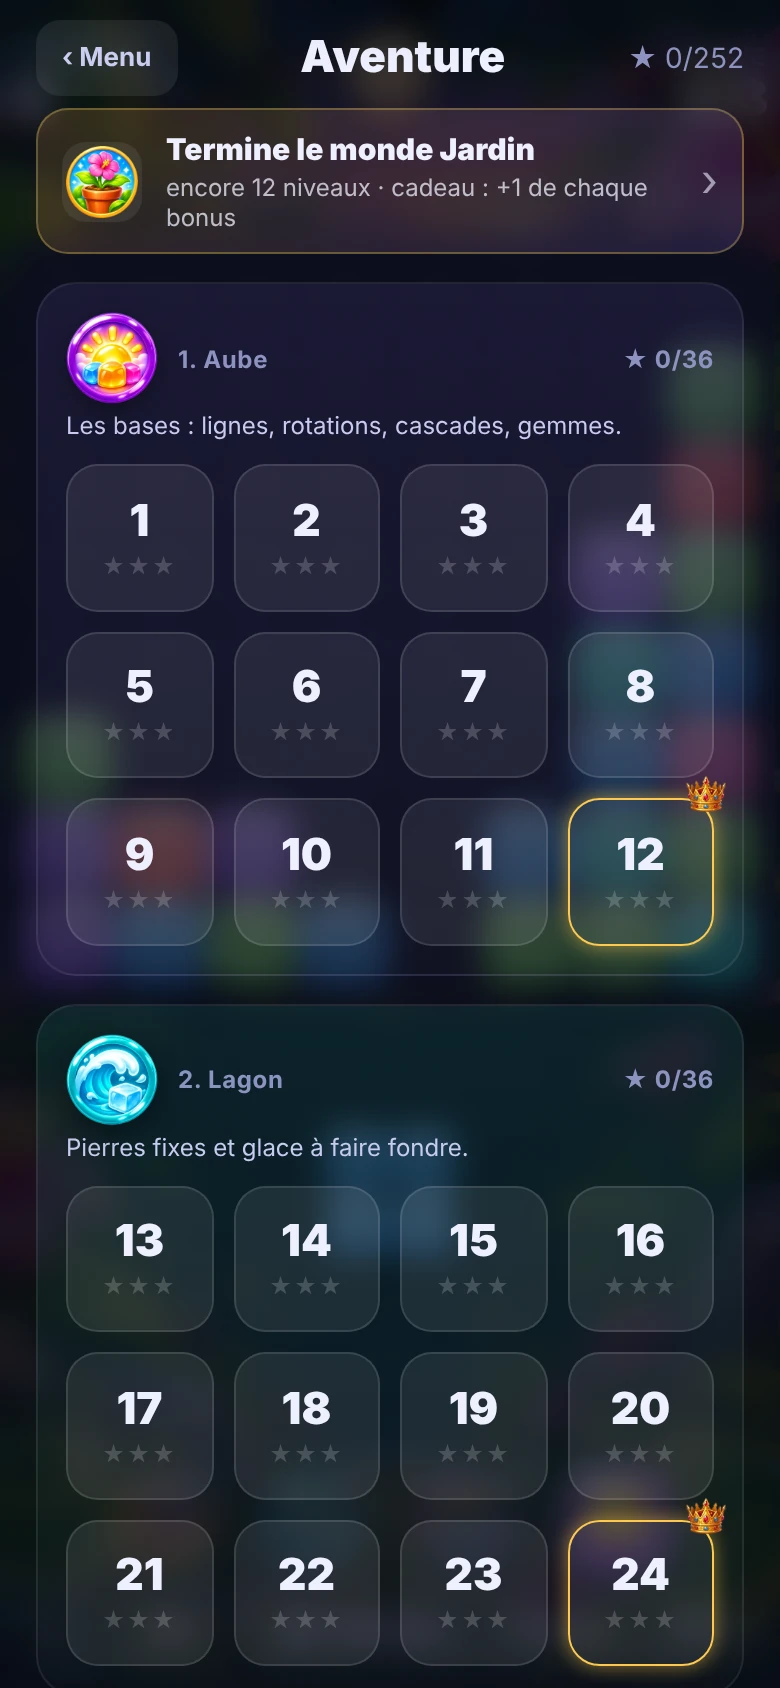 ‹ Menu
Aventure
★ 0/252
Termine le monde Jardin
encore 12 niveaux · cadeau : +1 de chaque
bonus
›
1. Aube
★ 0/36
Les bases : lignes, rotations, cascades, gemmes.
1 2 3 4
★★★ ★★★ ★★★ ★★★
5 6 7 8
★★★ ★★★ ★★★ ★★★
9 10 11 12
★★★ ★★★ ★★★ ★★★
2. Lagon
★ 0/36
Pierres fixes et glace à faire fondre.
13 14 15 16
★★★ ★★★ ★★★ ★★★
17 18 19 20
★★★ ★★★ ★★★ ★★★
21 22 23 24
★★★ ★★★ ★★★ ★★★